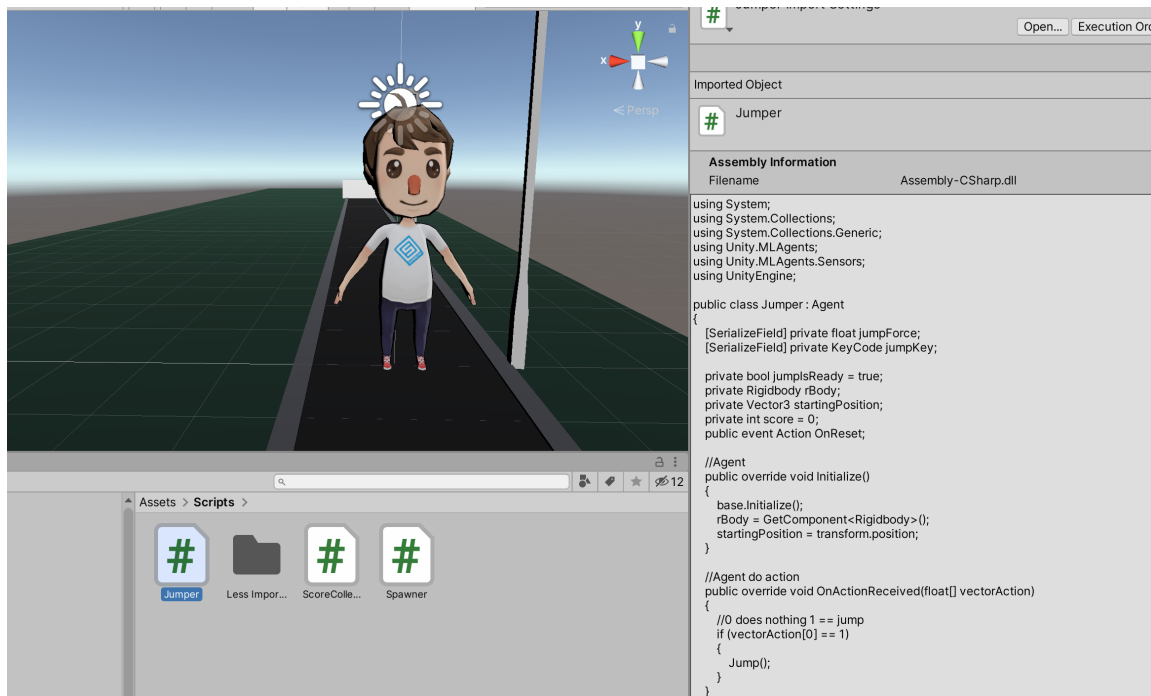 Jumper Import Settings
Open...
Execution Ord
y
x
Persp
Imported Object
Jumper
Assembly Information
Filename Assembly-CSharp.dll
using System;
using System.Collections;
using System.Collections.Generic;
using Unity.MLAgents;
using Unity.MLAgents.Sensors;
using UnityEngine;
public class Jumper : Agent
{
[SerializeField] private float jumpForce;
[SerializeField] private KeyCode jumpKey;
private bool jumpIsReady = true;
private Rigidbody rBody;
private Vector3 startingPosition;
private int score = 0;
public event Action OnReset;
//Agent
public override void Initialize()
{
base.Initialize();
rBody = GetComponent<Rigidbody>();
startingPosition = transform.position;
}
//Agent do action
public override void OnActionReceived(float[] vectorAction)
{
//0 does nothing 1 == jump
if (vectorAction[0] == 1)
{
Jump();
}
}
12
Assets > Scripts >
Jumper
Less Impor...
ScoreColle...
Spawner